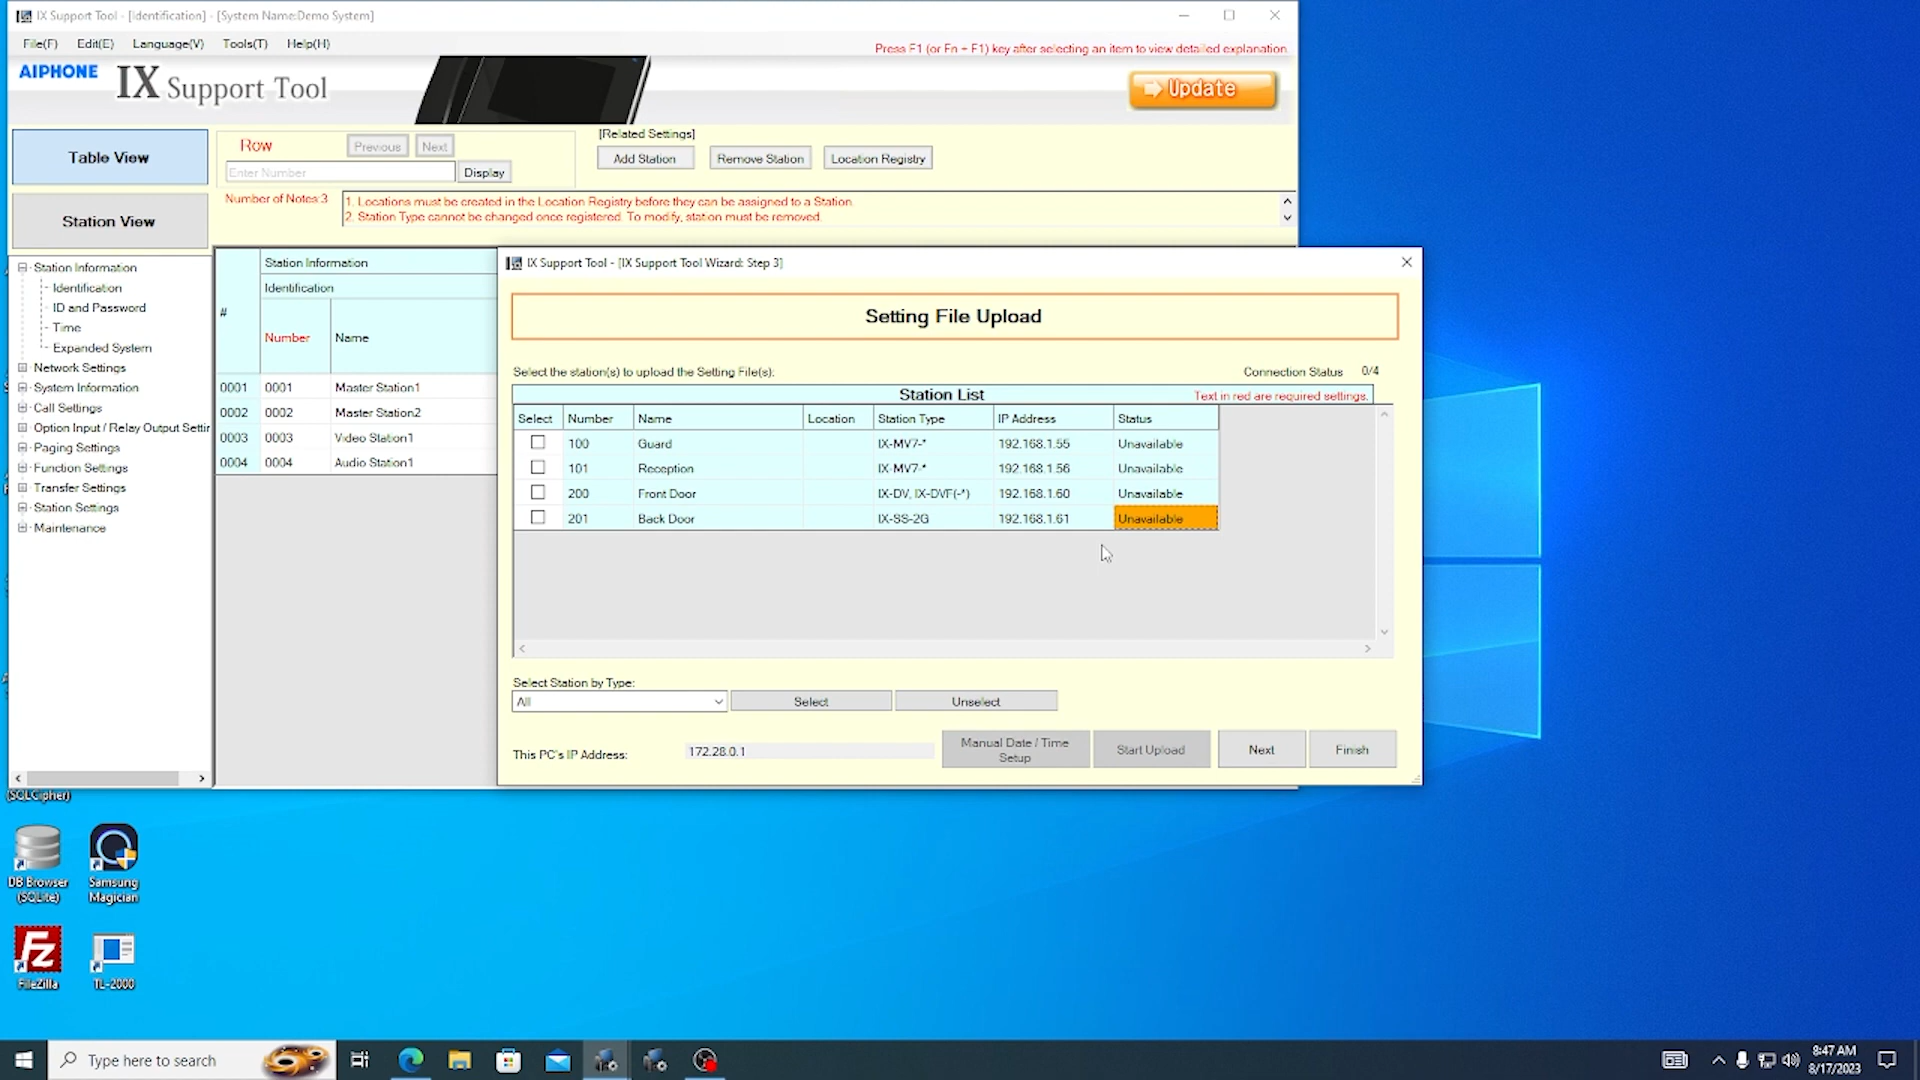 IX Support Tool - [Identification] - [System Name:Demo System]
File(F) Edit(E) Language(V) Tools(T) Help(H)
Press F1 (or Fn + F1) key after selecting an item to view detailed explanation.
AIPHONE IX Support Tool
Update
Table View
Station View
Row Previous Next
Enter Number Display
[Related Settings]
Add Station Remove Station Location Registry
Number of Notes:3
1. Locations must be created in the Location Registry before they can be assigned to a Station.
2. Station Type cannot be changed once registered. To modify, station must be removed.
Station Information
Identification
ID and Password
Time
Expanded System
Network Settings
System Information
Call Settings
Option Input / Relay Output Settin
Paging Settings
Function Settings
Transfer Settings
Station Settings
Maintenance
Station Information
Identification
# Number Name
0001 0001 Master Station1
0002 0002 Master Station2
0003 0003 Video Station1
0004 0004 Audio Station1
IX Support Tool - [IX Support Tool Wizard: Step 3]
Setting File Upload
Select the station(s) to upload the Setting File(s):
Connection Status 0/4
Station List
Text in red are required settings.
Select Number Name Location Station Type IP Address Status
100 Guard IX-MV7-* 192.168.1.55 Unavailable
101 Reception IX-MV7-* 192.168.1.56 Unavailable
200 Front Door IX-DV, IX-DVF(-*) 192.168.1.60 Unavailable
201 Back Door IX-SS-2G 192.168.1.61 Unavailable
Select Station by Type:
All Select Unselect
This PC's IP Address: 172.28.0.1
Manual Date / Time
Setup
Start Upload Next Finish
(SQLCipher)
DB Browser
(SQLite)
Samsung
Magician
Fz
FileZilla
TL-2000
Type here to search
8:47 AM
8/17/2023